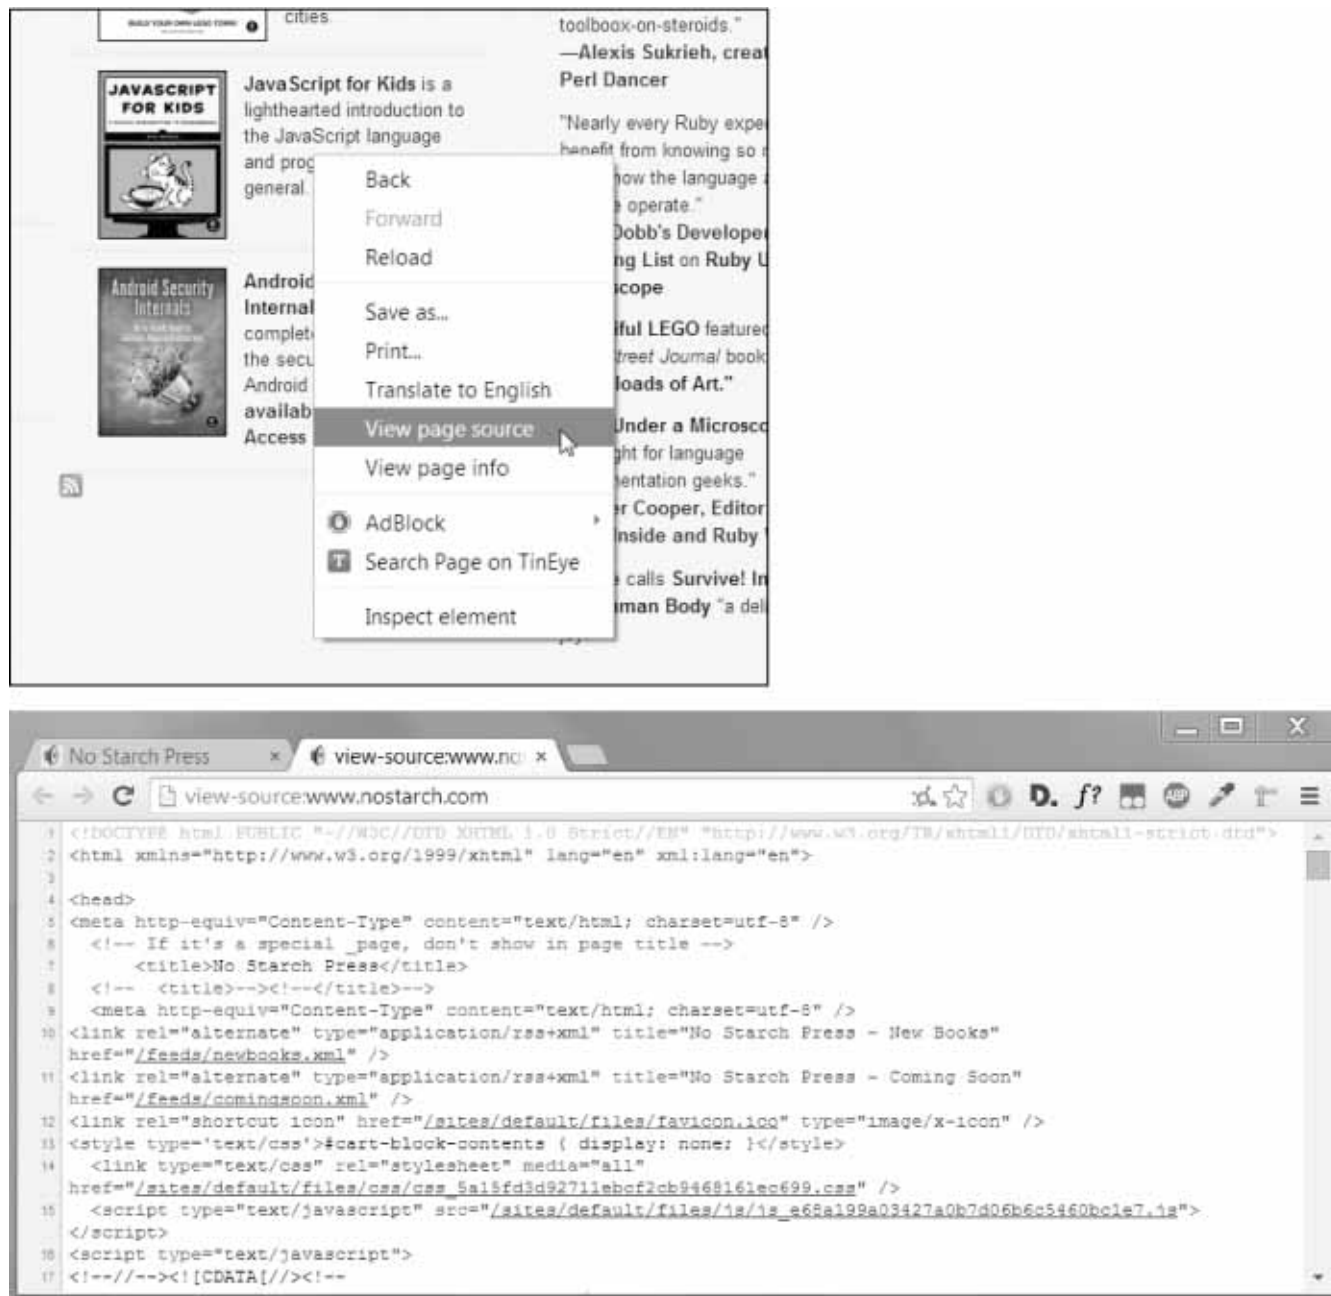 BUILD YOUR OWN LEGO TOWN!
cities.
toolboox-on-steroids."
—Alexis Sukrieh, creat
Perl Dancer
JAVASCRIPT
FOR KIDS
JavaScript for Kids is a
lighthearted introduction to
the JavaScript language
and prog
general.
"Nearly every Ruby expe
benefit from knowing so
now the language
operate."
Dobb's Develope
ng List on Ruby U
scope
Android Security
Internals
Android
Internal
complet
the secu
Android
availab
Access
iful LEGO featured
treet Journal book
loads of Art."
Under a Microsco
ght for language
mentation geeks."
er Cooper, Editor
nside and Ruby
calls Survive! In
man Body "a deli
Back
Forward
Reload
Save as...
Print...
Translate to English
View page source
View page info
AdBlock
T Search Page on TinEye
Inspect element
No Starch Press × view-source:www.no ×
view-source:www.nostarch.com D. f? ABP
1 <!DOCTYPE html PUBLIC "-//W3C//DTD XHTML 1.0 Strict//EN" "http://www.w3.org/TR/xhtml1/DTD/xhtml1-strict.dtd">
2 <html xmlns="http://www.w3.org/1999/xhtml" lang="en" xml:lang="en">
3
4 <head>
5 <meta http-equiv="Content-Type" content="text/html; charset=utf-8" />
6 <!-- If it's a special _page, don't show in page title -->
7 <title>No Starch Press</title>
8 <!-- <title>--><!--</title>-->
9 <meta http-equiv="Content-Type" content="text/html; charset=utf-8" />
10 <link rel="alternate" type="application/rss+xml" title="No Starch Press - New Books"
href="/feeds/newbooks.xml" />
11 <link rel="alternate" type="application/rss+xml" title="No Starch Press - Coming Soon"
href="/feeds/comingsoon.xml" />
12 <link rel="shortcut icon" href="/sites/default/files/favicon.ico" type="image/x-icon" />
13 <style type='text/css'>#cart-block-contents { display: none; }</style>
14 <link type="text/css" rel="stylesheet" media="all"
href="/sites/default/files/css/css_5a15fd3d92711ebcf2cb9468161ec699.css" />
15 <script type="text/javascript" src="/sites/default/files/js/js_e68a199a03427a0b7d06b6c5460bc1e7.js">
</script>
16 <script type="text/javascript">
17 <!--//--><![CDATA[//><!--